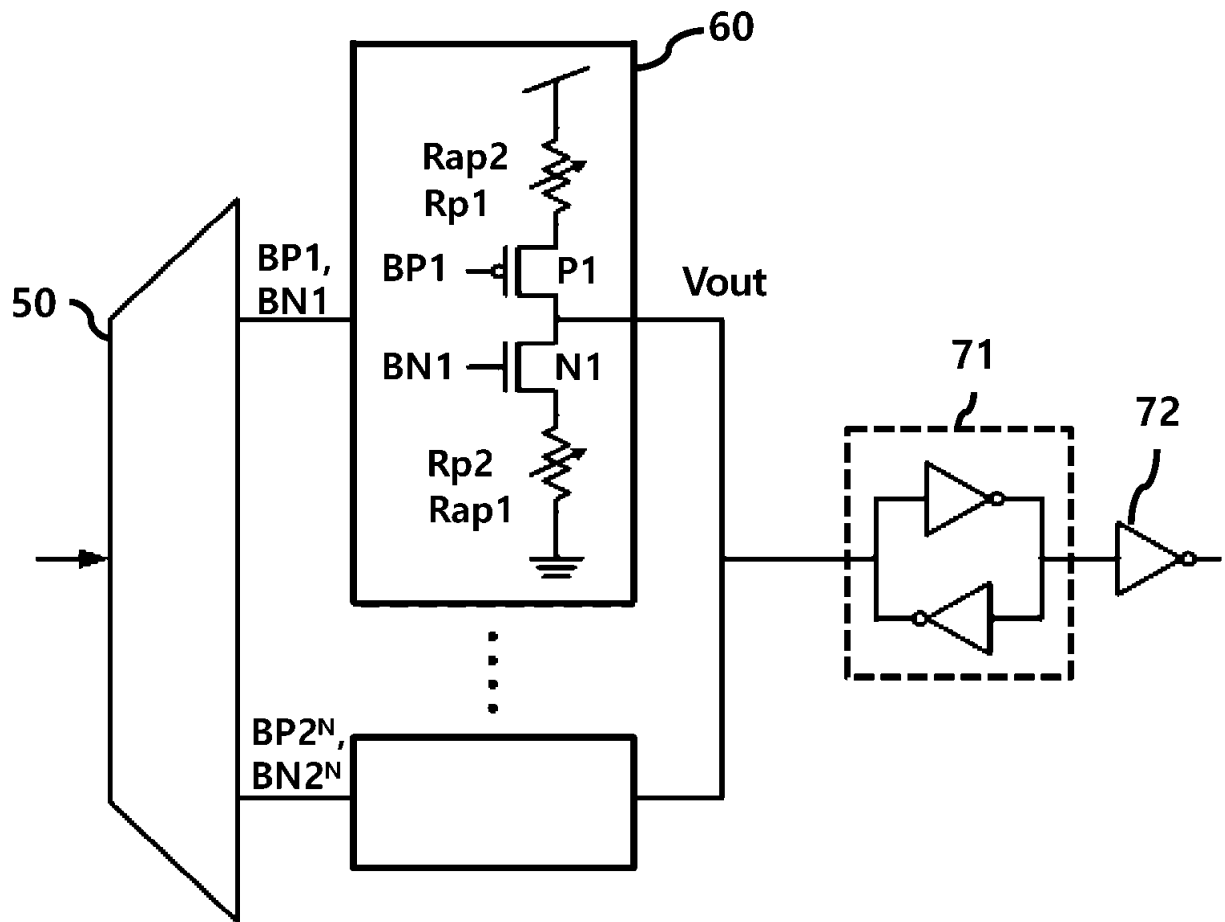 60
Rap2
Rp1
BP1,
BN1
BP1
P1
Vout
50
BN1
N1
71
72
Rp2
Rap1
BP2ᴺ,
BN2ᴺ